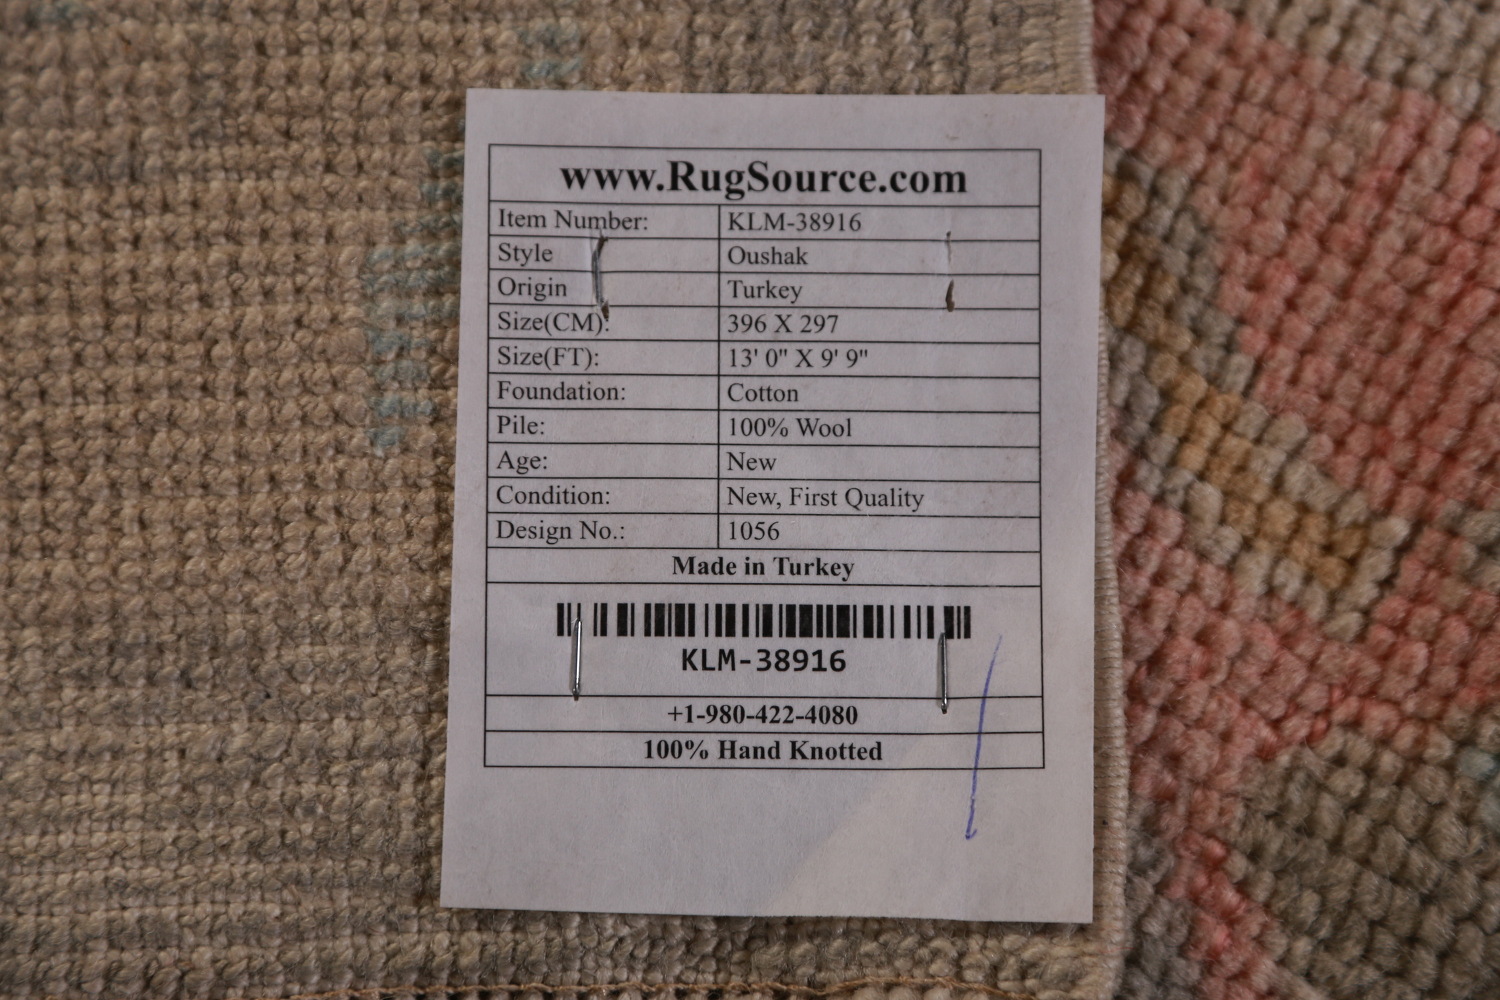 www.RugSource.com
Item Number: KLM-38916
Style Oushak
Origin Turkey
Size(CM): 396 X 297
Size(FT): 13' 0" X 9' 9"
Foundation: Cotton
Pile: 100% Wool
Age: New
Condition: New, First Quality
Design No.: 1056
Made in Turkey
KLM-38916
+1-980-422-4080
100% Hand Knotted